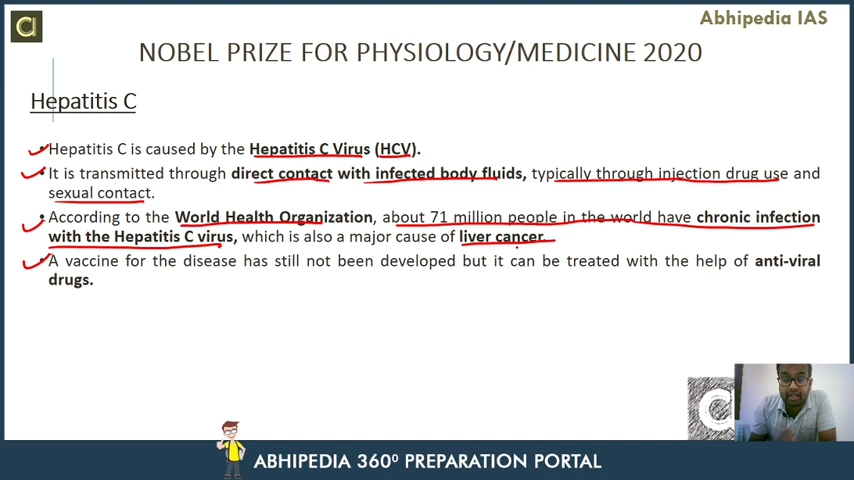 Abhipedia IAS
NOBEL PRIZE FOR PHYSIOLOGY/MEDICINE 2020
Hepatitis C
• Hepatitis C is caused by the Hepatitis C Virus (HCV).
• It is transmitted through direct contact with infected body fluids, typically through injection drug use and
sexual contact.
• According to the World Health Organization, about 71 million people in the world have chronic infection
with the Hepatitis C virus, which is also a major cause of liver cancer.
• A vaccine for the disease has still not been developed but it can be treated with the help of anti-viral
drugs.
ABHIPEDIA 360⁰ PREPARATION PORTAL